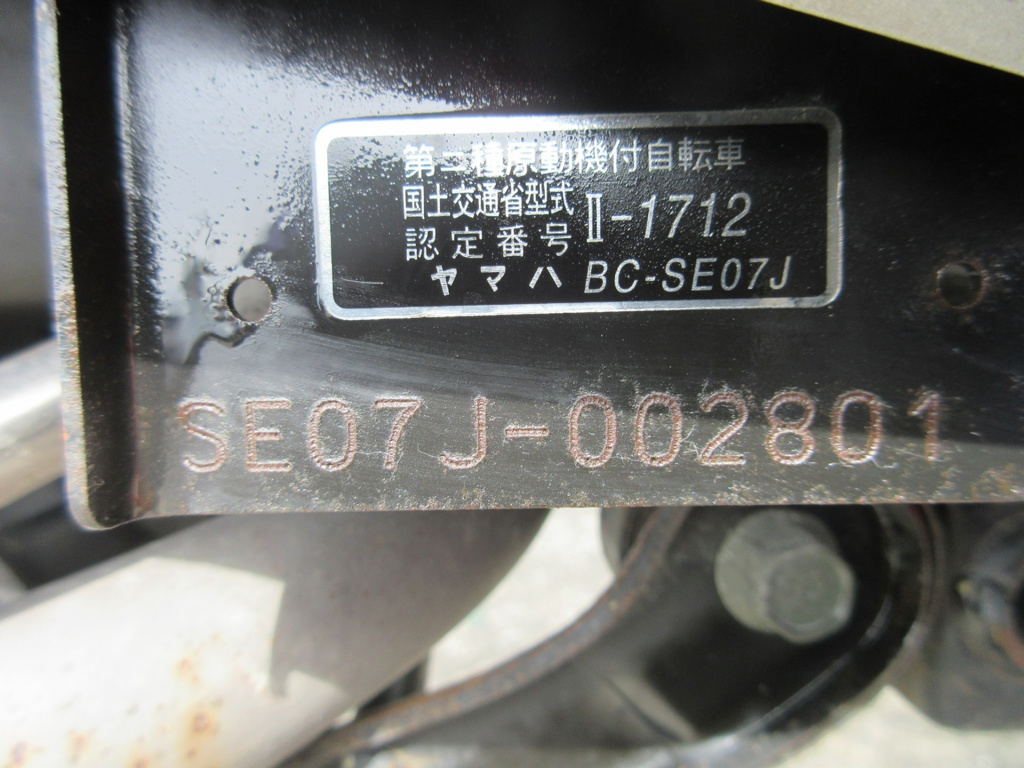 第一種原動機付自転車
国土交通省型式
認定番号 Ⅱ-1712
ヤマハ BC-SE07J
SE07J-002801